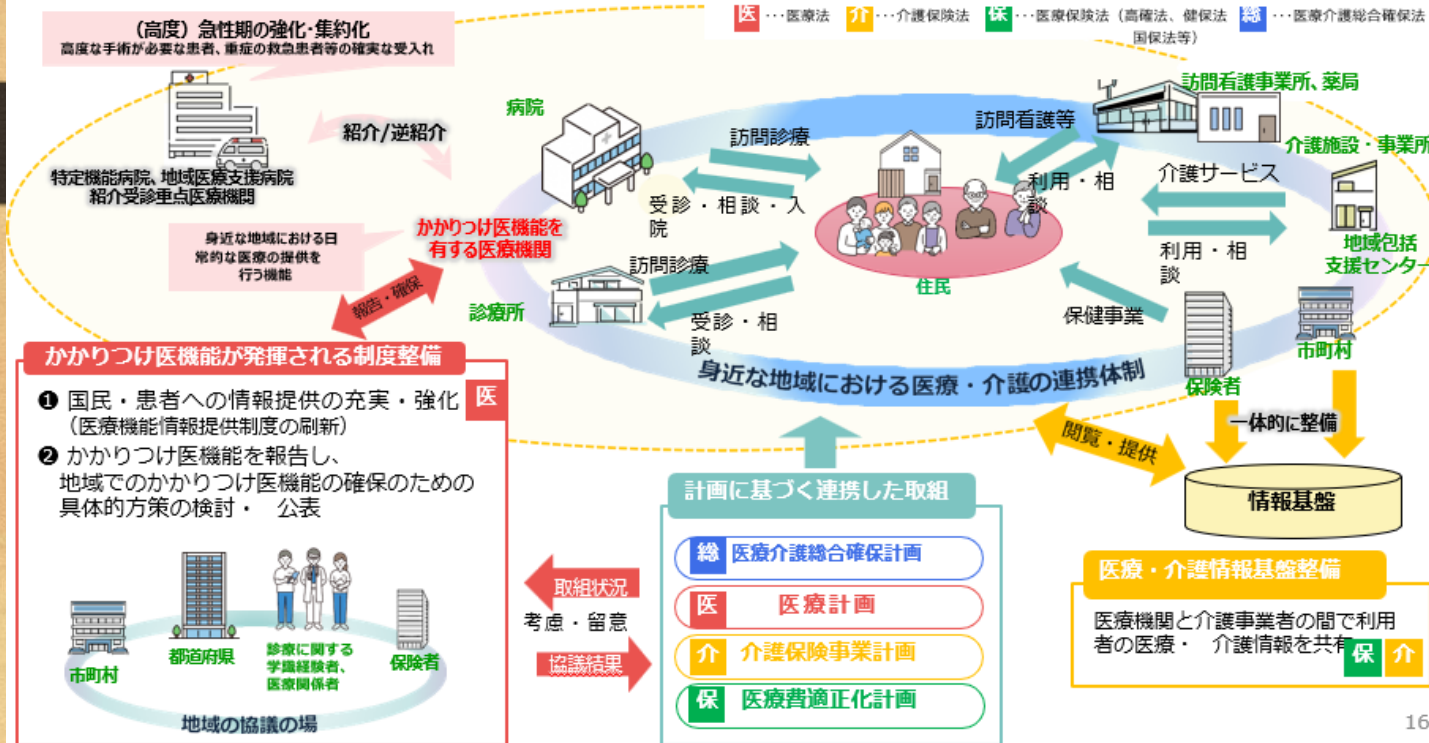 (高度)急性期の強化・集約化
高度な手術が必要な患者、重症の救急患者等の確実な受入れ
医 ・・・医療法 介 ・・・介護保険法 保 ・・・医療保険法(高確法、健保法
国保法等)
総 ・・・医療介護総合確保法
特定機能病院、地域医療支援病院
紹介受診重点医療機関
紹介/逆紹介
身近な地域における日
常的な医療の提供を
行う機能
かかりつけ医機能を
有する医療機関
報告・確保
病院
訪問診療
受診・相談・入
院
診療所
訪問診療
受診・相
談
住民
訪問看護等
利用・相
談
訪問看護事業所、薬局
介護施設・事業所
介護サービス
利用・相
談
地域包括
支援センター
保健事業
保険者
市町村
身近な地域における医療・介護の連携体制
一体的に整備
閲覧・提供
情報基盤
かかりつけ医機能が発揮される制度整備
❶ 国民・患者への情報提供の充実・強化 医
(医療機能情報提供制度の刷新)
❷ かかりつけ医機能を報告し、
地域でのかかりつけ医機能の確保のための
具体的方策の検討・ 公表
市町村
都道府県
診療に関する
学識経験者、
医療関係者
保険者
地域の協議の場
取組状況
考慮・留意
協議結果
計画に基づく連携した取組
総 医療介護総合確保計画
医 医療計画
介 介護保険事業計画
保 医療費適正化計画
医療・介護情報基盤整備
医療機関と介護事業者の間で利用
者の医療・ 介護情報を共有
保 介
16